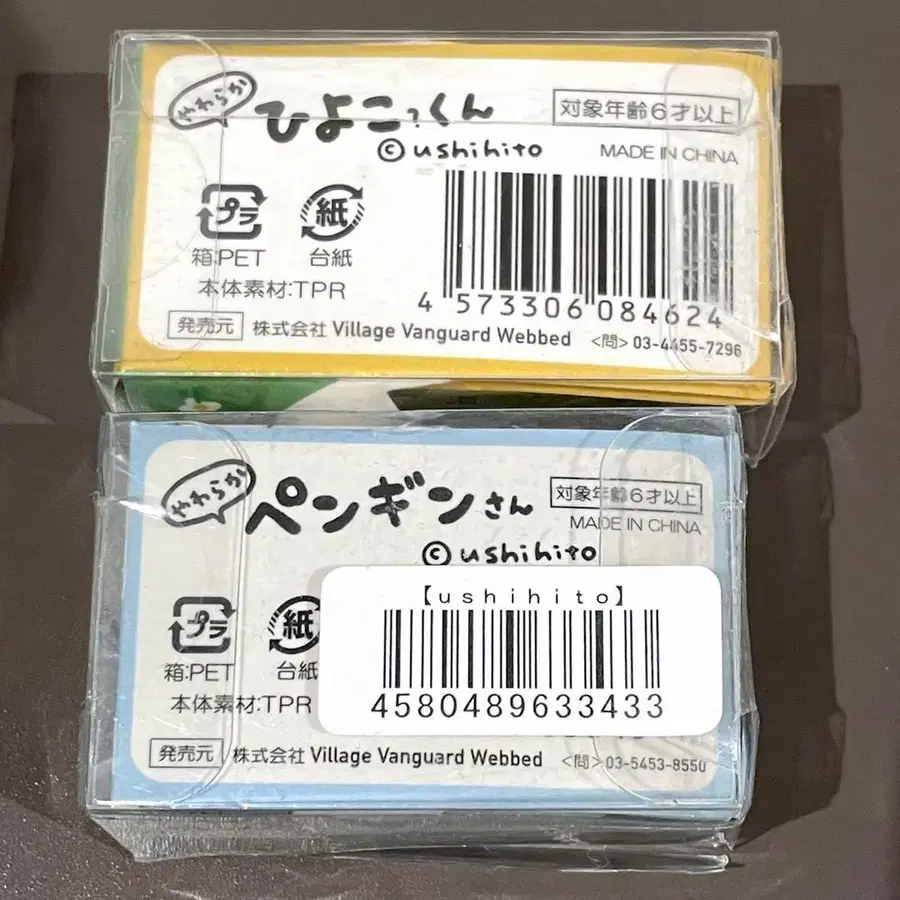 やわらか
ひよこっくん
対象年齢6才以上
©ushihito
MADE IN CHINA
プラ
紙
箱:PET
台紙
本体素材:TPR
4 573306 084624
発売元 株式会社 Village Vanguard Webbed <問> 03-4455-7296
やわらか
ペンギンさん
対象年齢6才以上
MADE IN CHINA
©ushihito
【ushihito】
プラ
紙
箱:PET
台紙
4580489633433
本体素材:TPR
発売元 株式会社 Village Vanguard Webbed <問> 03-5453-8550